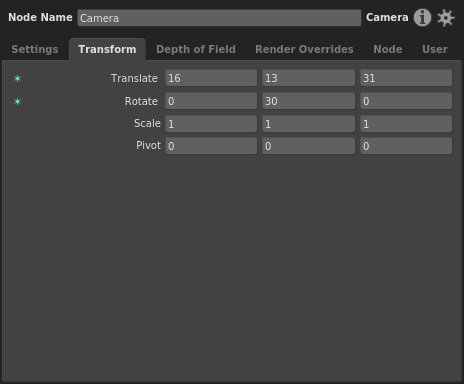 Node Name Camera Camera
Settings Transform Depth of Field Render Overrides Node User
Translate 16 13 31
Rotate 0 30 0
Scale 1 1 1
Pivot 0 0 0